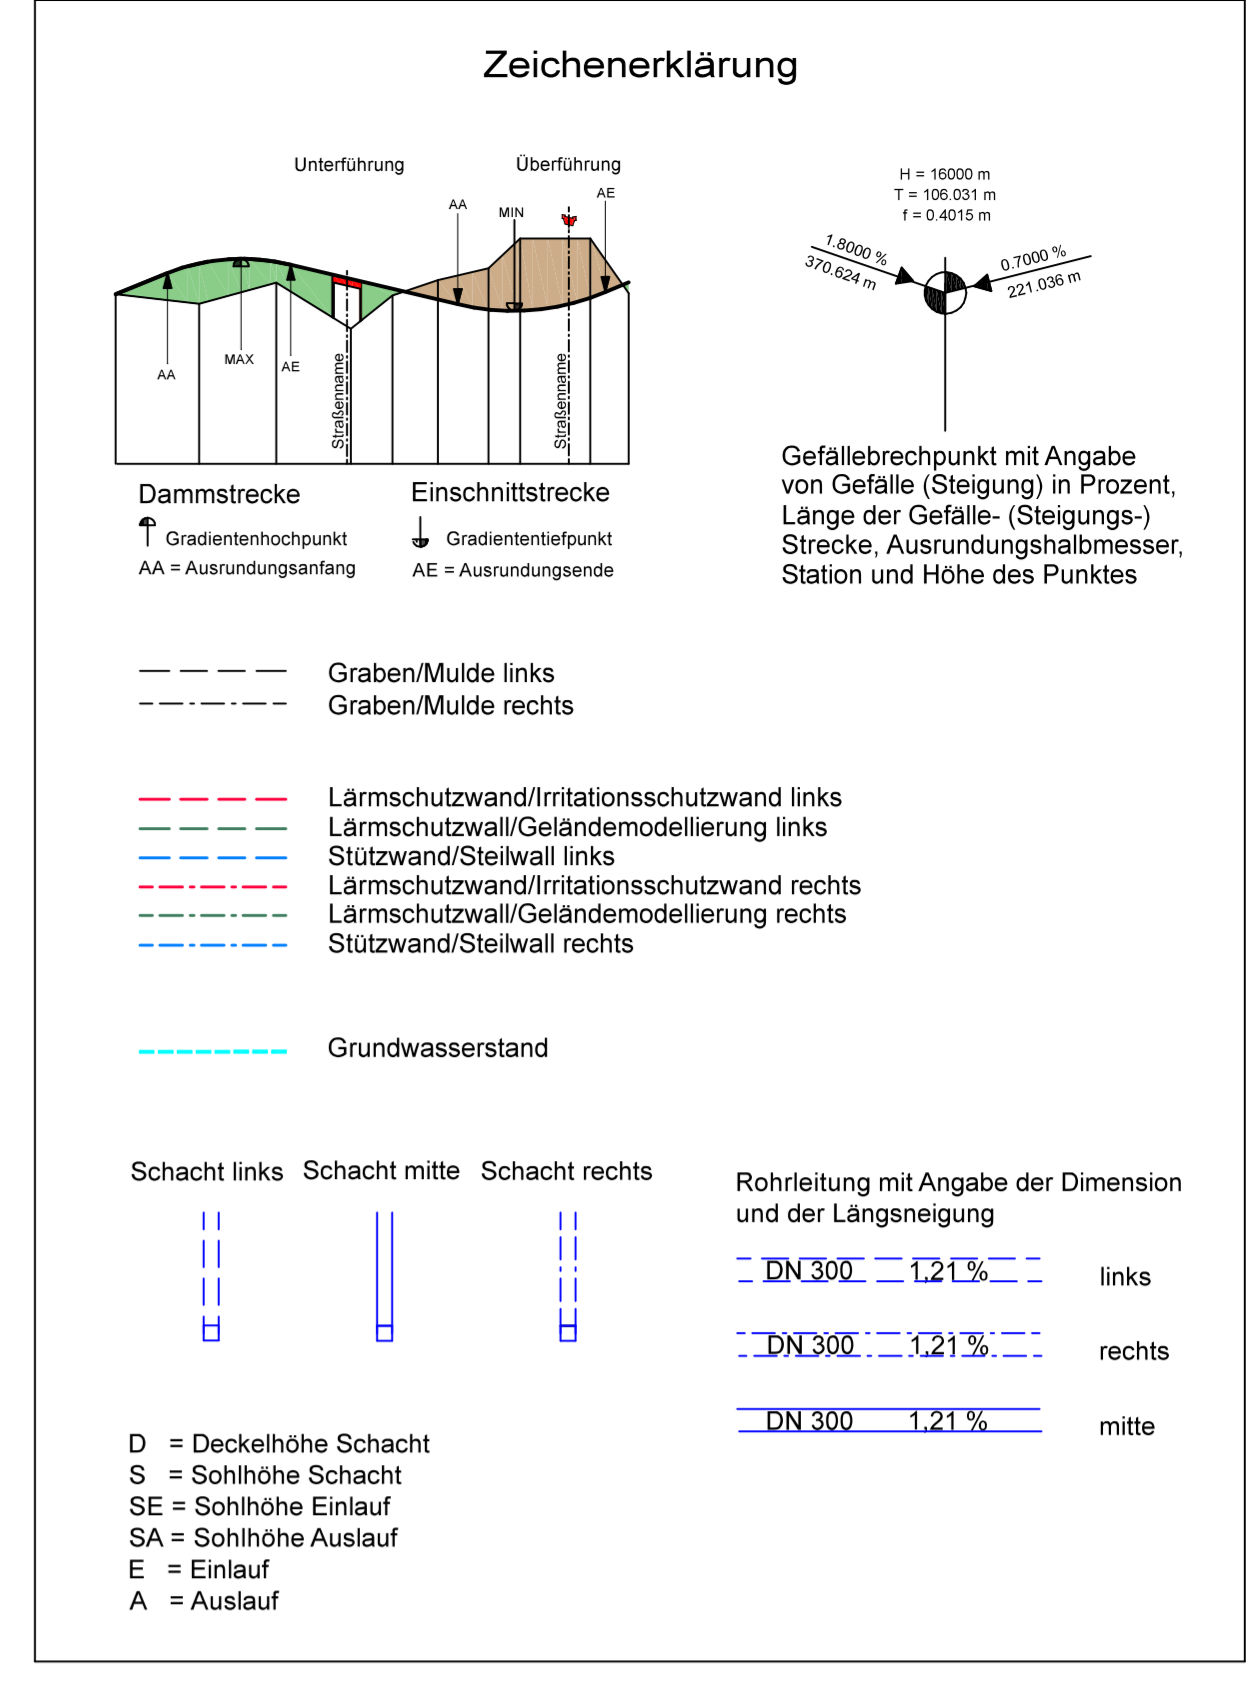 Zeichenerklärung
Unterführung
Überführung
AA
MIN
AE
AA
MAX
AE
Straßenname
Straßenname
Dammstrecke
Einschnittstrecke
Gradientenhochpunkt
Gradiententiefpunkt
AA = Ausrundungsanfang
AE = Ausrundungsende
H = 16000 m
T = 106.031 m
f = 0.4015 m
1.8000 %
370.624 m
0.7000 %
221.036 m
Gefällebrechpunkt mit Angabe
von Gefälle (Steigung) in Prozent,
Länge der Gefälle- (Steigungs-)
Strecke, Ausrundungshalbmesser,
Station und Höhe des Punktes
Graben/Mulde links
Graben/Mulde rechts
Lärmschutzwand/Irritationsschutzwand links
Lärmschutzwall/Geländemodellierung links
Stützwand/Steilwall links
Lärmschutzwand/Irritationsschutzwand rechts
Lärmschutzwall/Geländemodellierung rechts
Stützwand/Steilwall rechts
Grundwasserstand
Schacht links
Schacht mitte
Schacht rechts
Rohrleitung mit Angabe der Dimension
und der Längsneigung
DN 300 1,21 % links
DN 300 1,21 % rechts
DN 300 1,21 % mitte
D = Deckelhöhe Schacht
S = Sohlhöhe Schacht
SE = Sohlhöhe Einlauf
SA = Sohlhöhe Auslauf
E = Einlauf
A = Auslauf